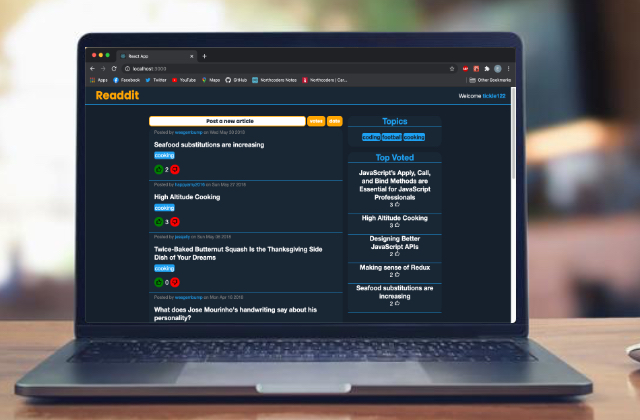 React App
localhost:3000
Apps Facebook Twitter YouTube Maps GitHub Northcoders Notes Northcoders | Car... Other Bookmarks
Readdit
Welcome tickle122
Post a new article
votes
date
Posted by weegembump on Wed May 30 2018
Seafood substitutions are increasing
cooking
2
Posted by happyamy2016 on Sun May 27 2018
High Altitude Cooking
cooking
3
Posted by jessjelly on Sun May 06 2018
Twice-Baked Butternut Squash Is the Thanksgiving Side
Dish of Your Dreams
cooking
0
Posted by weegembump on Mon Apr 16 2018
What does Jose Mourinho's handwriting say about his
personality?
Topics
coding football cooking
Top Voted
JavaScript's Apply, Call,
and Bind Methods are
Essential for JavaScript
Professionals
3
High Altitude Cooking
3
Designing Better
JavaScript APIs
2
Making sense of Redux
2
Seafood substitutions are
increasing
2